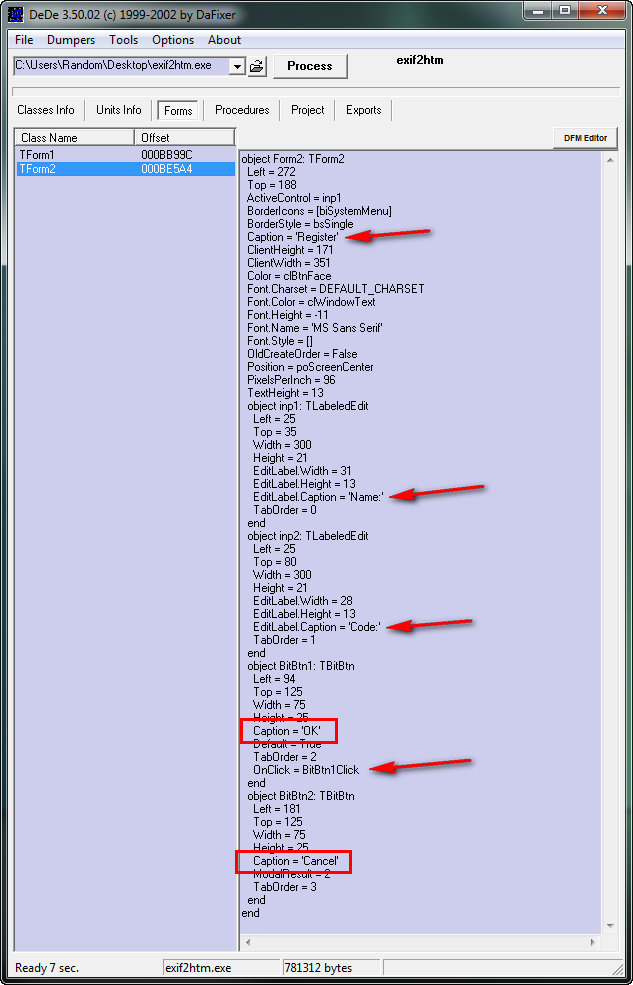 DeDe 3.50.02 (c) 1999-2002 by DaFixer
File Dumpers Tools Options About
C:\Users\Random\Desktop\exif2htm.exe Process exif2htm
Classes Info Units Info Forms Procedures Project Exports
Class Name Offset DFM Editor
TForm1 000BB99C
TForm2 000BE5A4
object Form2: TForm2
Left = 272
Top = 188
ActiveControl = inp1
BorderIcons = [biSystemMenu]
BorderStyle = bsSingle
Caption = 'Register'
ClientHeight = 171
ClientWidth = 351
Color = clBtnFace
Font.Charset = DEFAULT_CHARSET
Font.Color = clWindowText
Font.Height = -11
Font.Name = 'MS Sans Serif'
Font.Style = []
OldCreateOrder = False
Position = poScreenCenter
PixelsPerInch = 96
TextHeight = 13
object inp1: TLabeledEdit
Left = 25
Top = 35
Width = 300
Height = 21
EditLabel.Width = 31
EditLabel.Height = 13
EditLabel.Caption = 'Name:'
TabOrder = 0
end
object inp2: TLabeledEdit
Left = 25
Top = 80
Width = 300
Height = 21
EditLabel.Width = 28
EditLabel.Height = 13
EditLabel.Caption = 'Code:'
TabOrder = 1
end
object BitBtn1: TBitBtn
Left = 94
Top = 125
Width = 75
Height = 25
Caption = 'OK'
Default = True
TabOrder = 2
OnClick = BitBtn1Click
end
object BitBtn2: TBitBtn
Left = 181
Top = 125
Width = 75
Height = 25
Caption = 'Cancel'
ModalResult = 2
TabOrder = 3
end
end
Ready 7 sec. exif2htm.exe 781312 bytes